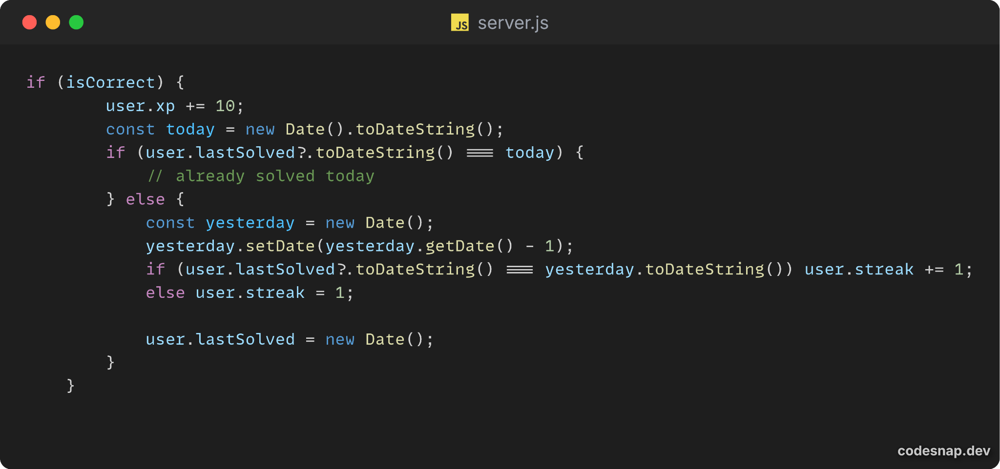 JS server.js
if (isCorrect) {
        user.xp += 10;
        const today = new Date().toDateString();
        if (user.lastSolved?.toDateString() === today) {
            // already solved today
        } else {
            const yesterday = new Date();
            yesterday.setDate(yesterday.getDate() - 1);
            if (user.lastSolved?.toDateString() === yesterday.toDateString()) user.streak += 1;
            else user.streak = 1;

            user.lastSolved = new Date();
        }
    }
codesnap.dev